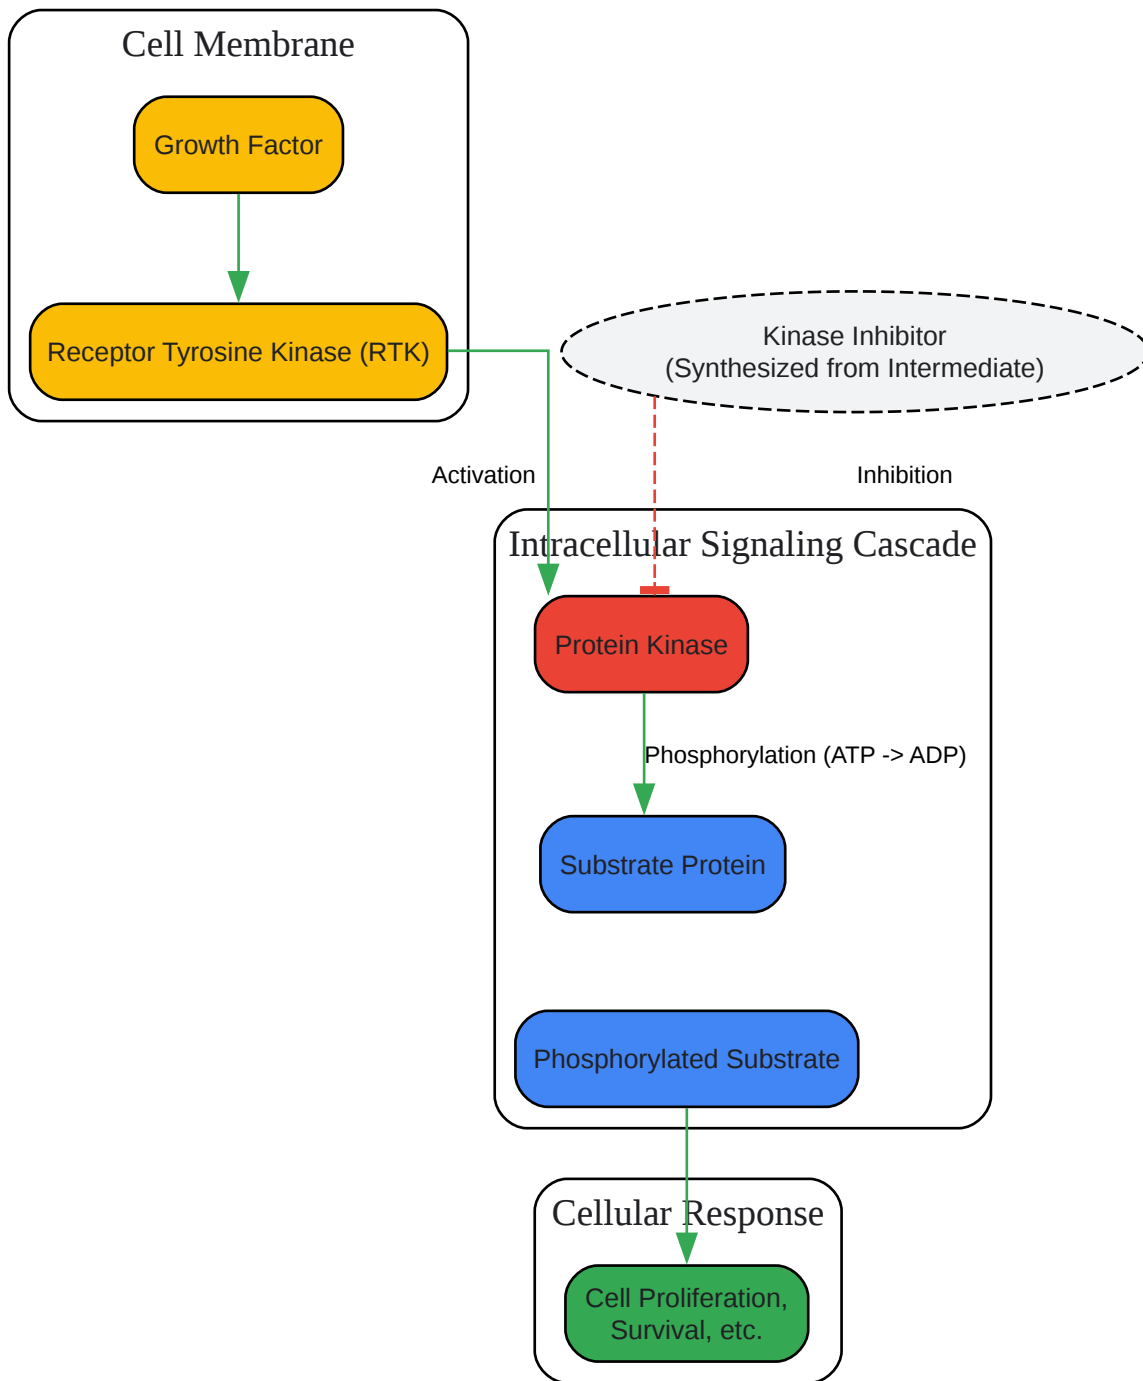 Cell Membrane
Growth Factor
Receptor Tyrosine Kinase (RTK)
Kinase Inhibitor
(Synthesized from Intermediate)
Activation
Inhibition
Intracellular Signaling Cascade
Protein Kinase
Phosphorylation (ATP -> ADP)
Substrate Protein
Phosphorylated Substrate
Cellular Response
Cell Proliferation,
Survival, etc.